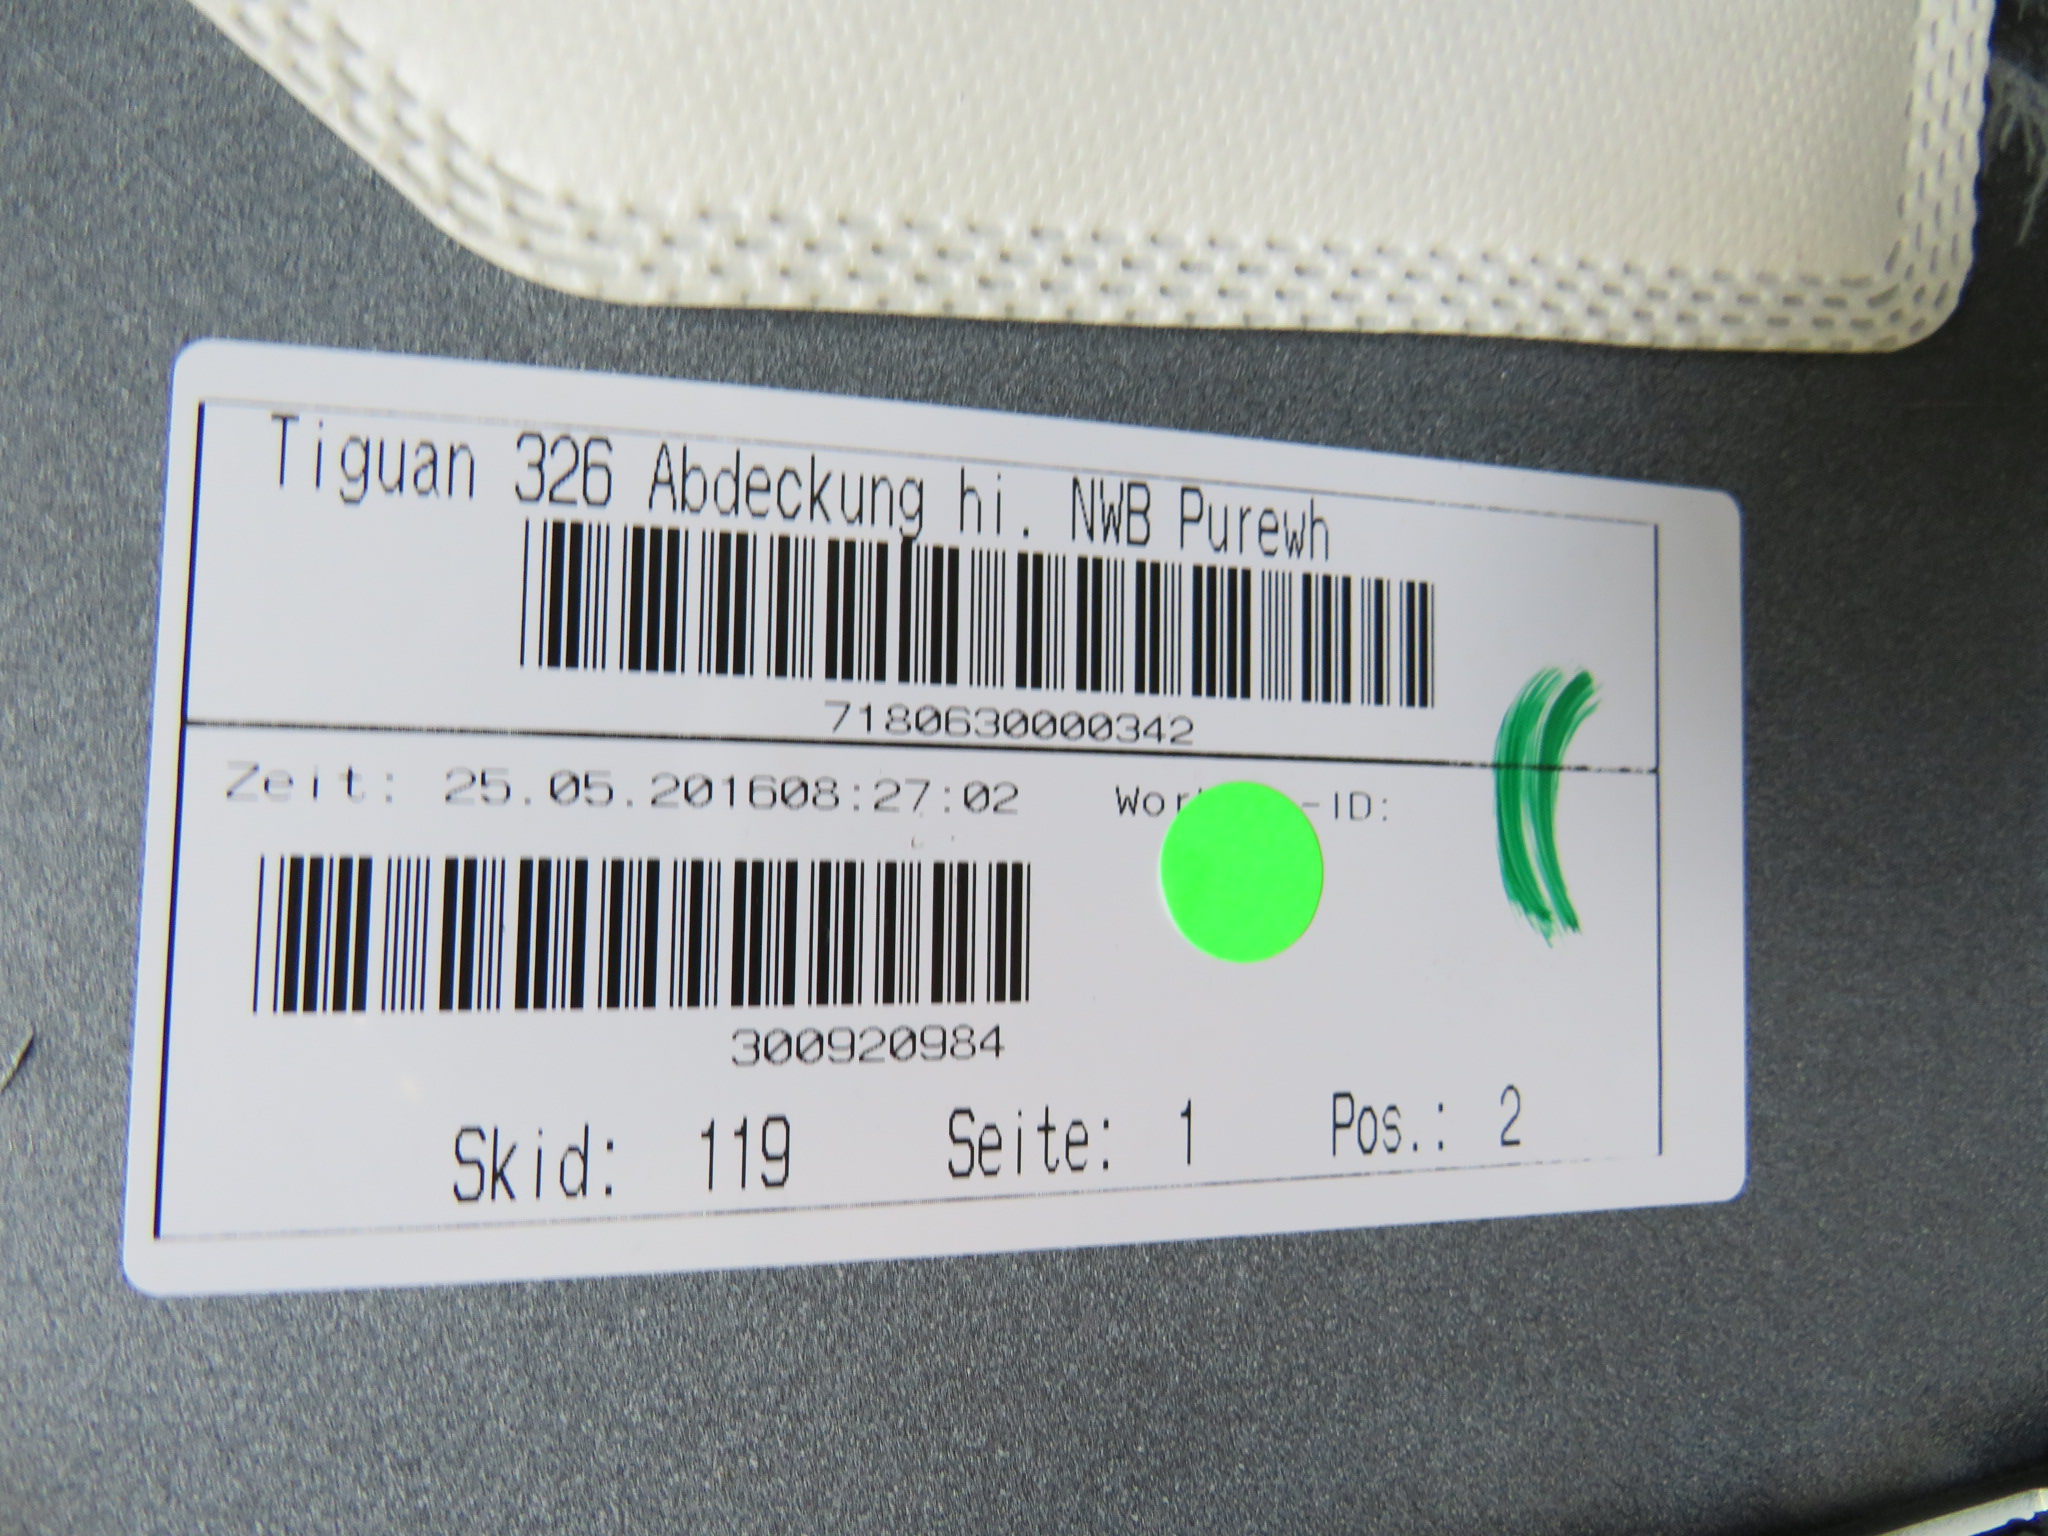 Tiguan 326 Abdeckung hi. NWB Purewh
7180630000342
Zeit: 25.05.201608:27:02 -ID:
300920984
Skid: 119 Seite: 1 Pos.: 2